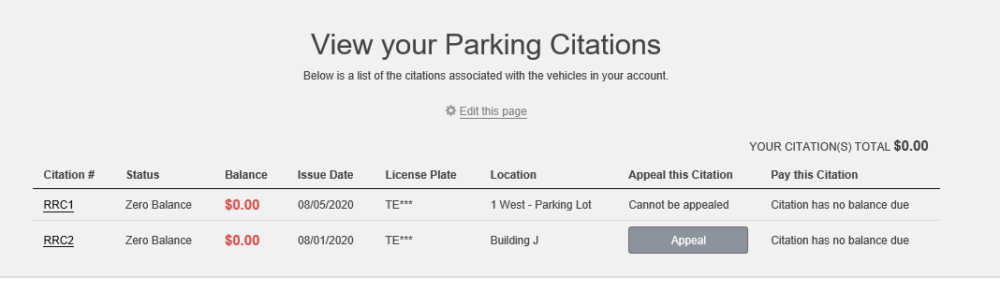 View your Parking Citations
Below is a list of the citations associated with the vehicles in your account.
Edit this page
YOUR CITATION(S) TOTAL $0.00
Citation # Status Balance Issue Date License Plate Location Appeal this Citation Pay this Citation
RRC1 Zero Balance $0.00 08/05/2020 TE*** 1 West - Parking Lot Cannot be appealed Citation has no balance due
RRC2 Zero Balance $0.00 08/01/2020 TE*** Building J Appeal Citation has no balance due